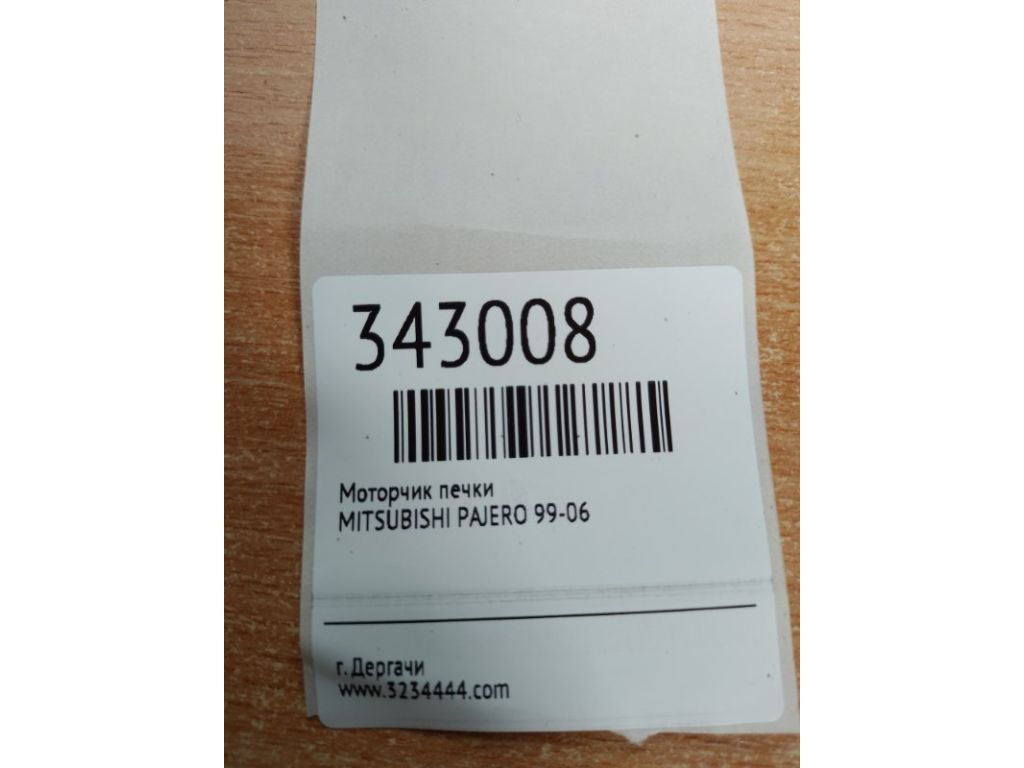 343008
Моторчик печки
MITSUBISHI PAJERO 99-06
г. Дергачи
www.3234444.com